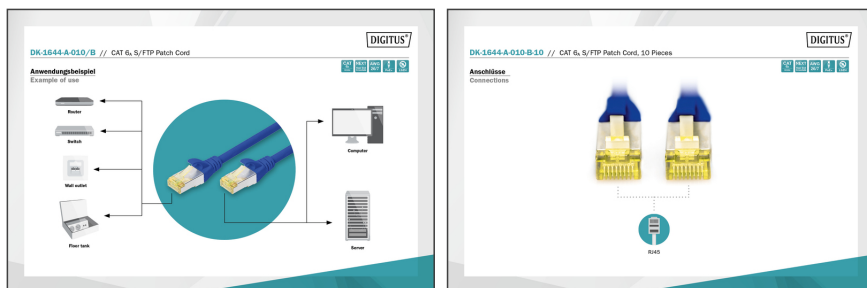 DIGITUS®
DK-1644-A-010/B // CAT 6A S/FTP Patch Cord
Anwendungsbeispiel
Example of use
Router
Switch
Wall outlet
Floor tank
Computer
Server
DIGITUS®
DK-1644-A-010-B-10 // CAT 6A S/FTP Patch Cord, 10 Pieces
Anschlüsse
Connections
RJ45